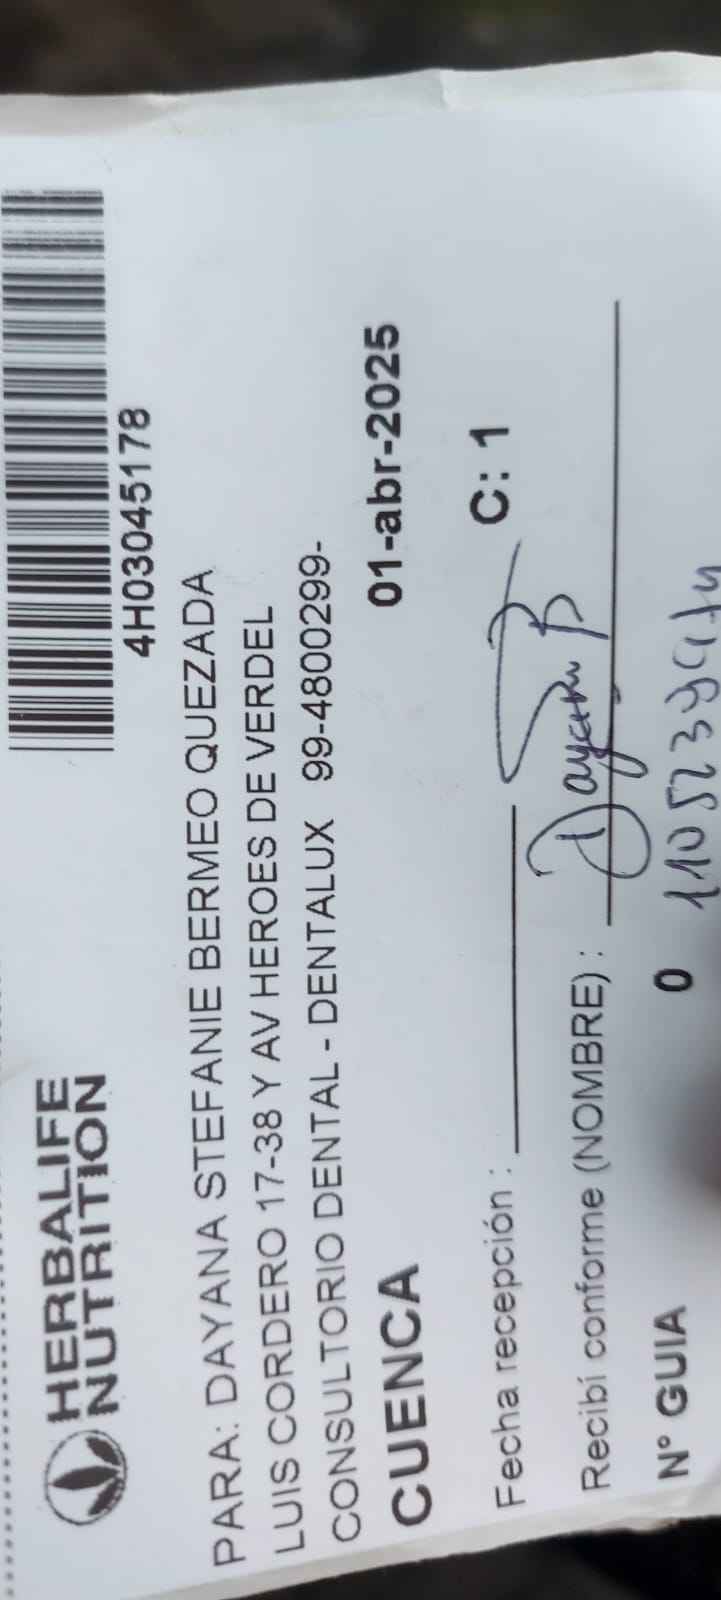 HERBALIFE
NUTRITION
4H03045178
PARA: DAYANA STEFANIE BERMEO QUEZADA
LUIS CORDERO 17-38 Y AV HEROES DE VERDEL
CONSULTORIO DENTAL - DENTALUX 99-4800299-
CUENCA 01-abr-2025
Fecha recepción : C: 1
Recibí conforme (NOMBRE) : Dayana B
N° GUIA 0